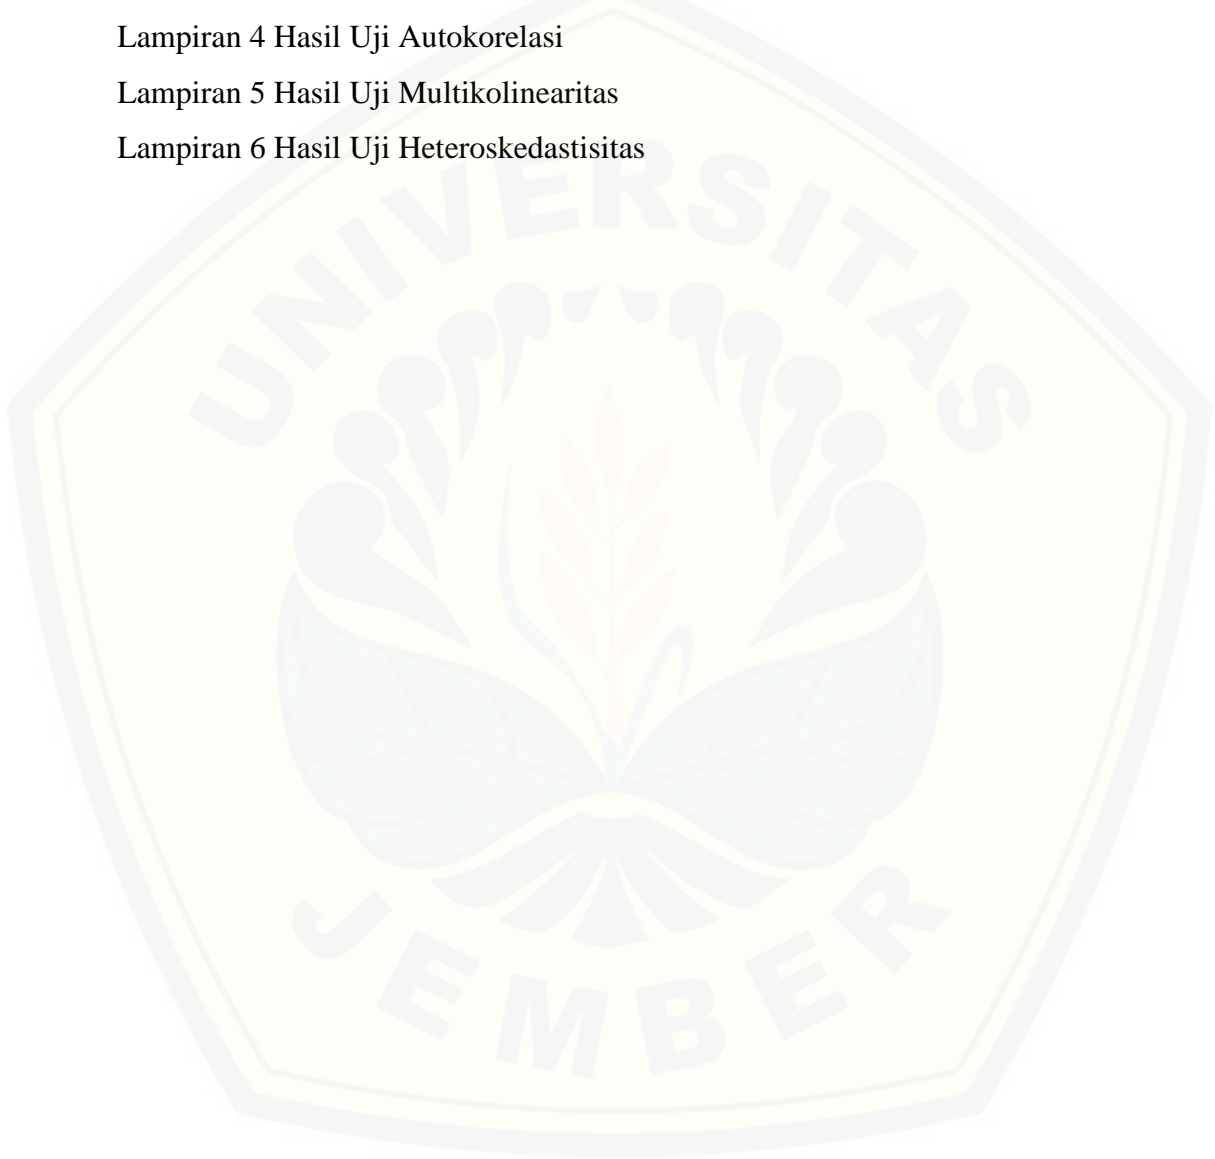 Lampiran 4 Hasil Uji Autokorelasi
Lampiran 5 Hasil Uji Multikolinearitas
Lampiran 6 Hasil Uji Heteroskedastisitas
UNIVERSITAS
JEMBER